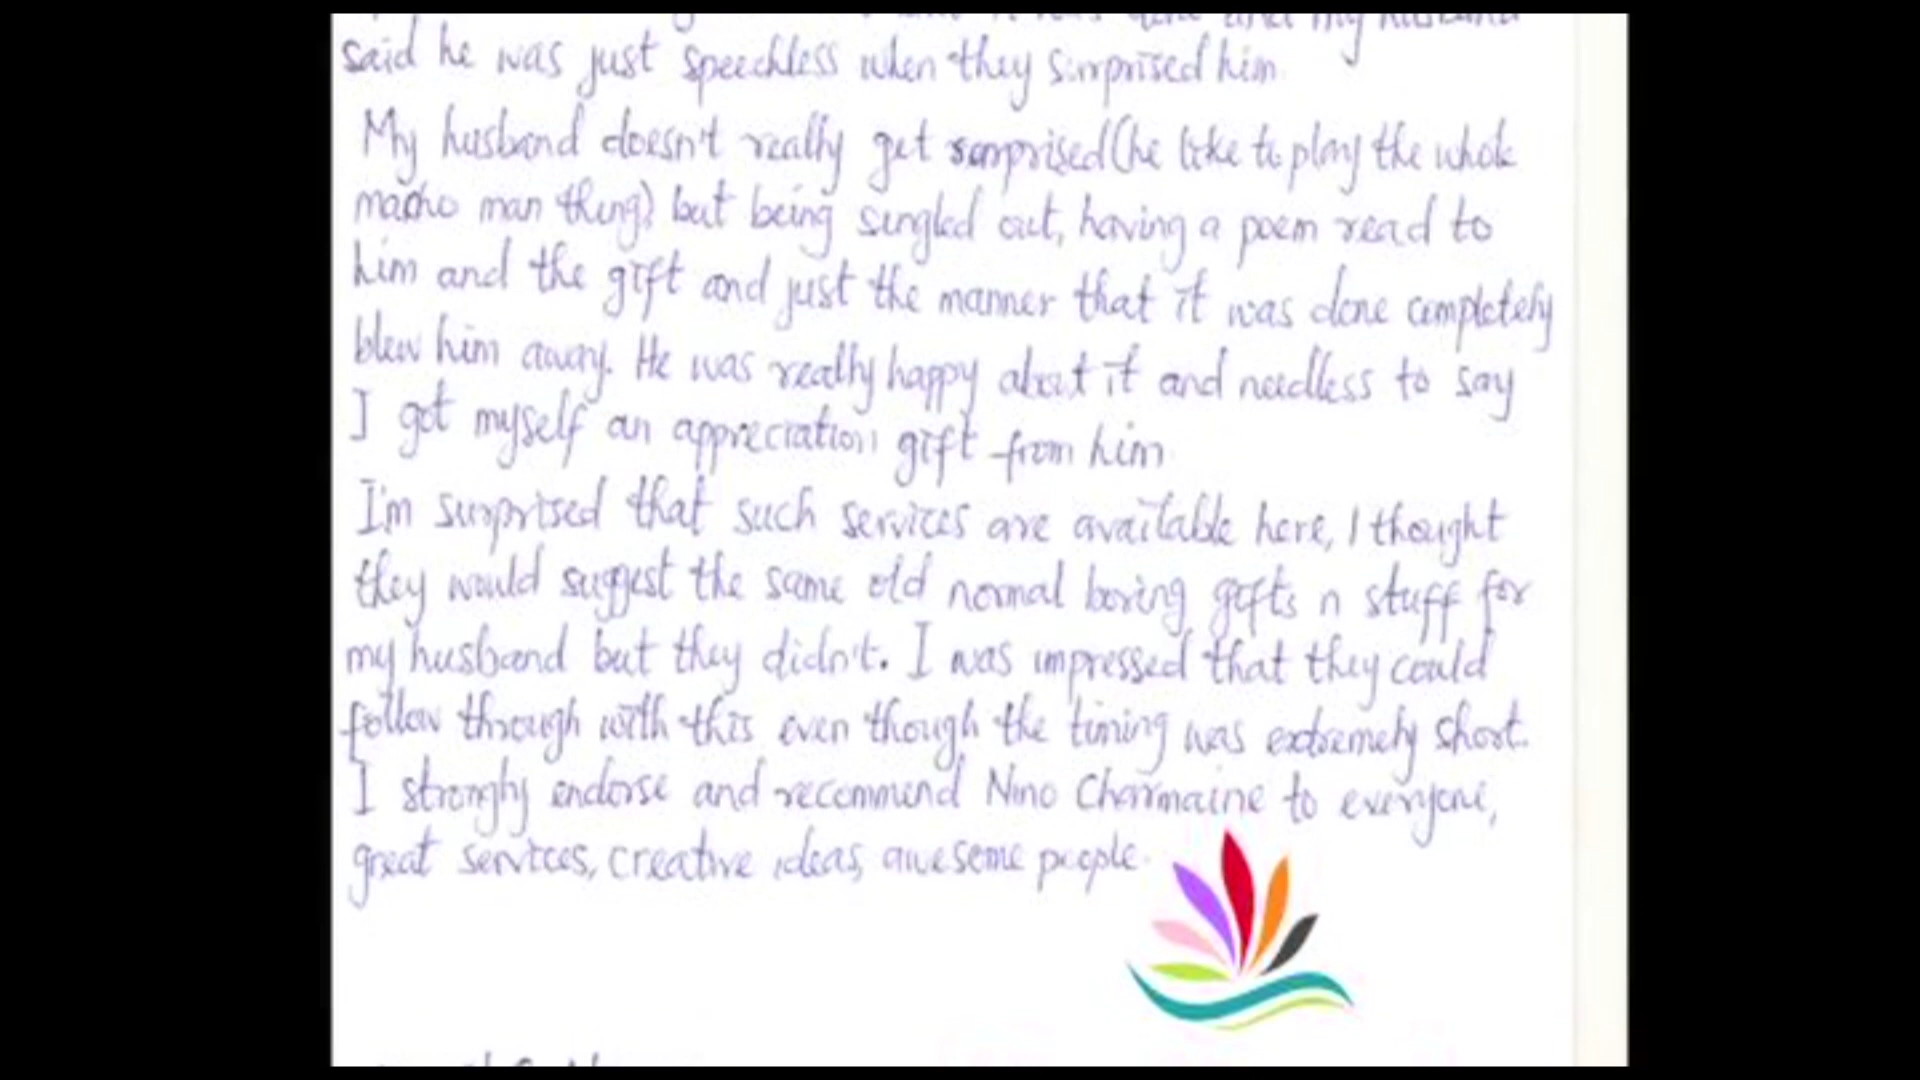 and my husband
said he was just speechless when they surprised him
My husband doesn't really get surprised (he like to play the whole
macho man thing) but being singled out, having a poem read to
him and the gift and just the manner that it was done completely
blew him away. He was really happy about it and needless to say
I got myself an appreciation gift from him
I'm surprised that such services are available here, I thought
they would suggest the same old normal boring gifts n stuff for
my husband but they didn't. I was impressed that they could
follow through with this even though the timing was extremely short.
I strongly endorse and recommend Nino Charmaine to everyone,
great services, creative ideas, awesome people.